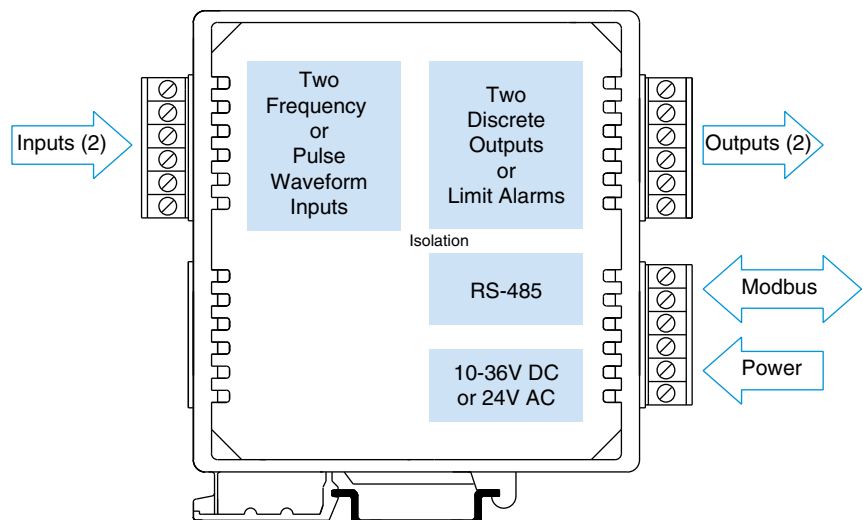 Inputs (2)
Two
Frequency
or
Pulse
Waveform
Inputs
Two
Discrete
Outputs
or
Limit Alarms
Outputs (2)
Isolation
RS-485
Modbus
10-36V DC
or 24V AC
Power